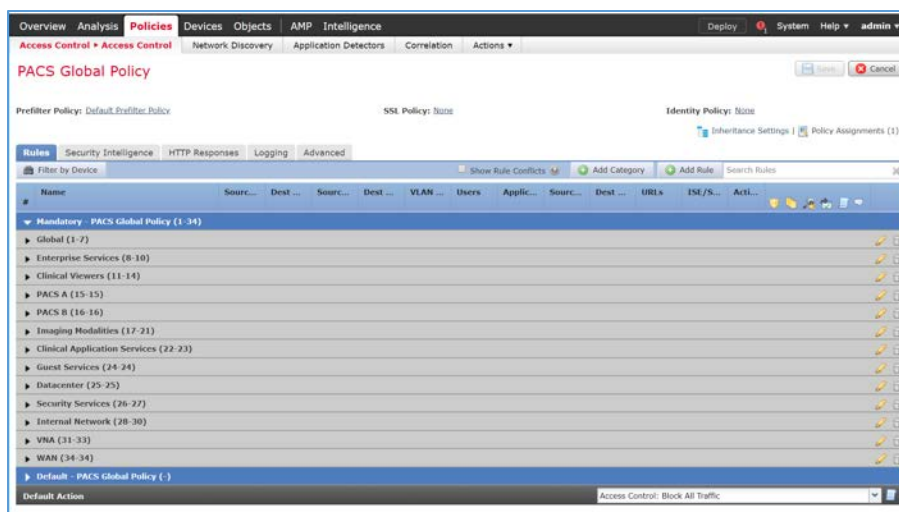 Overview Analysis Policies Devices Objects AMP Intelligence Deploy System Help ▾ admin ▾
Access Control ▸ Access Control Network Discovery Application Detectors Correlation Actions ▾
PACS Global Policy Save Cancel
Prefilter Policy: Default Prefilter Policy SSL Policy: None Identity Policy: None
Inheritance Settings | Policy Assignments (1)
Rules Security Intelligence HTTP Responses Logging Advanced
Filter by Device Show Rule Conflicts Add Category Add Rule Search Rules
# Name Sourc... Dest ... Sourc... Dest ... VLAN ... Users Applic... Sourc... Dest ... URLs ISE/S... Acti...
Mandatory - PACS Global Policy (1-34)
Global (1-7)
Enterprise Services (8-10)
Clinical Viewers (11-14)
PACS A (15-15)
PACS B (16-16)
Imaging Modalities (17-21)
Clinical Application Services (22-23)
Guest Services (24-24)
Datacenter (25-25)
Security Services (26-27)
Internal Network (28-30)
VNA (31-33)
WAN (34-34)
Default - PACS Global Policy (-)
Default Action Access Control: Block All Traffic